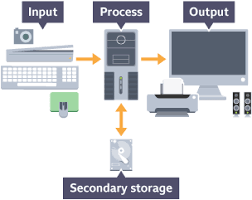 Input
Process
Output
Secondary storage